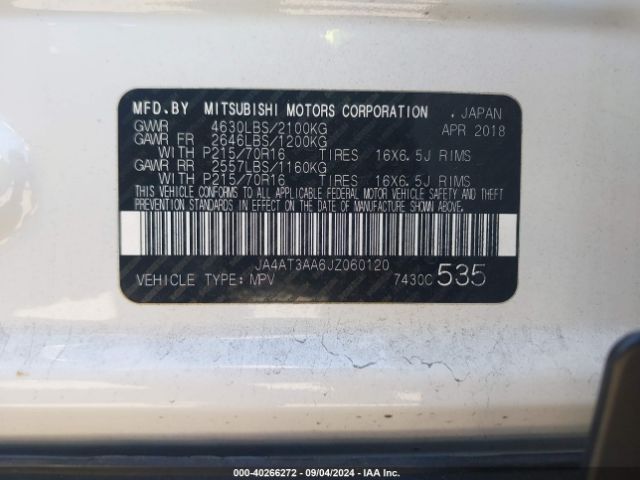 MFD.BY MITSUBISHI MOTORS CORPORATION , JAPAN
GVWR 4630LBS/2100KG APR 2018
GAWR FR 2646LBS/1200KG
WITH P215/70R16 TIRES 16X6.5J RIMS
GAWR RR 2557LBS/1160KG
WITH P215/70R16 TIRES 16X6.5J RIMS
THIS VEHICLE CONFORMS TO ALL APPLICABLE FEDERAL MOTOR VEHICLE SAFETY AND
THEFT PREVENTION STANDARDS IN EFFECT ON THE DATE OF MANUFACTURE SHOWN ABOVE.
JA4AT3AA6JZ060120
VEHICLE TYPE: MPV 7430C 535
000-40266272 - 09/04/2024 - IAA Inc.